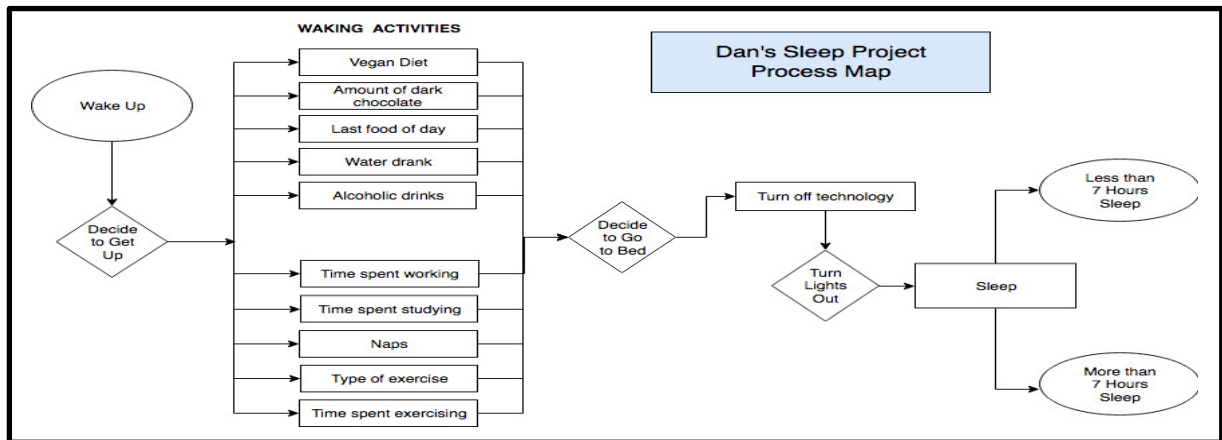 WAKING ACTIVITIES
Dan's Sleep Project
Process Map
Wake Up
Decide
to Get
Up
Vegan Diet
Amount of dark
chocolate
Last food of day
Water drank
Alcoholic drinks
Time spent working
Time spent studying
Naps
Type of exercise
Time spent exercising
Decide
to Go
to Bed
Turn off technology
Turn
Lights
Out
Sleep
Less than
7 Hours
Sleep
More than
7 Hours
Sleep